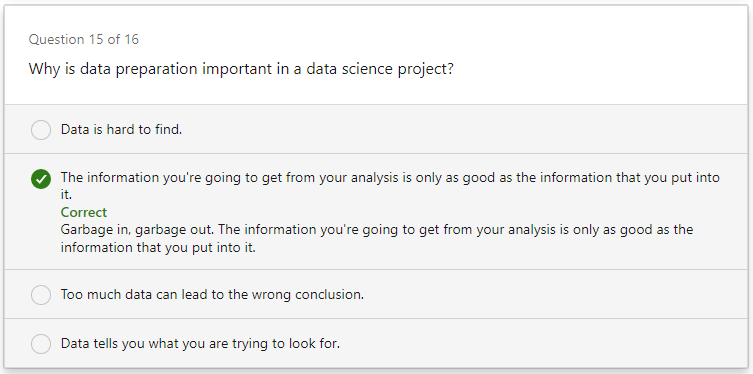 Question 15 of 16
Why is data preparation important in a data science project?
Data is hard to find.
The information you're going to get from your analysis is only as good as the information that you put into
it.
Correct
Garbage in, garbage out. The information you're going to get from your analysis is only as good as the
information that you put into it.
Too much data can lead to the wrong conclusion.
Data tells you what you are trying to look for.